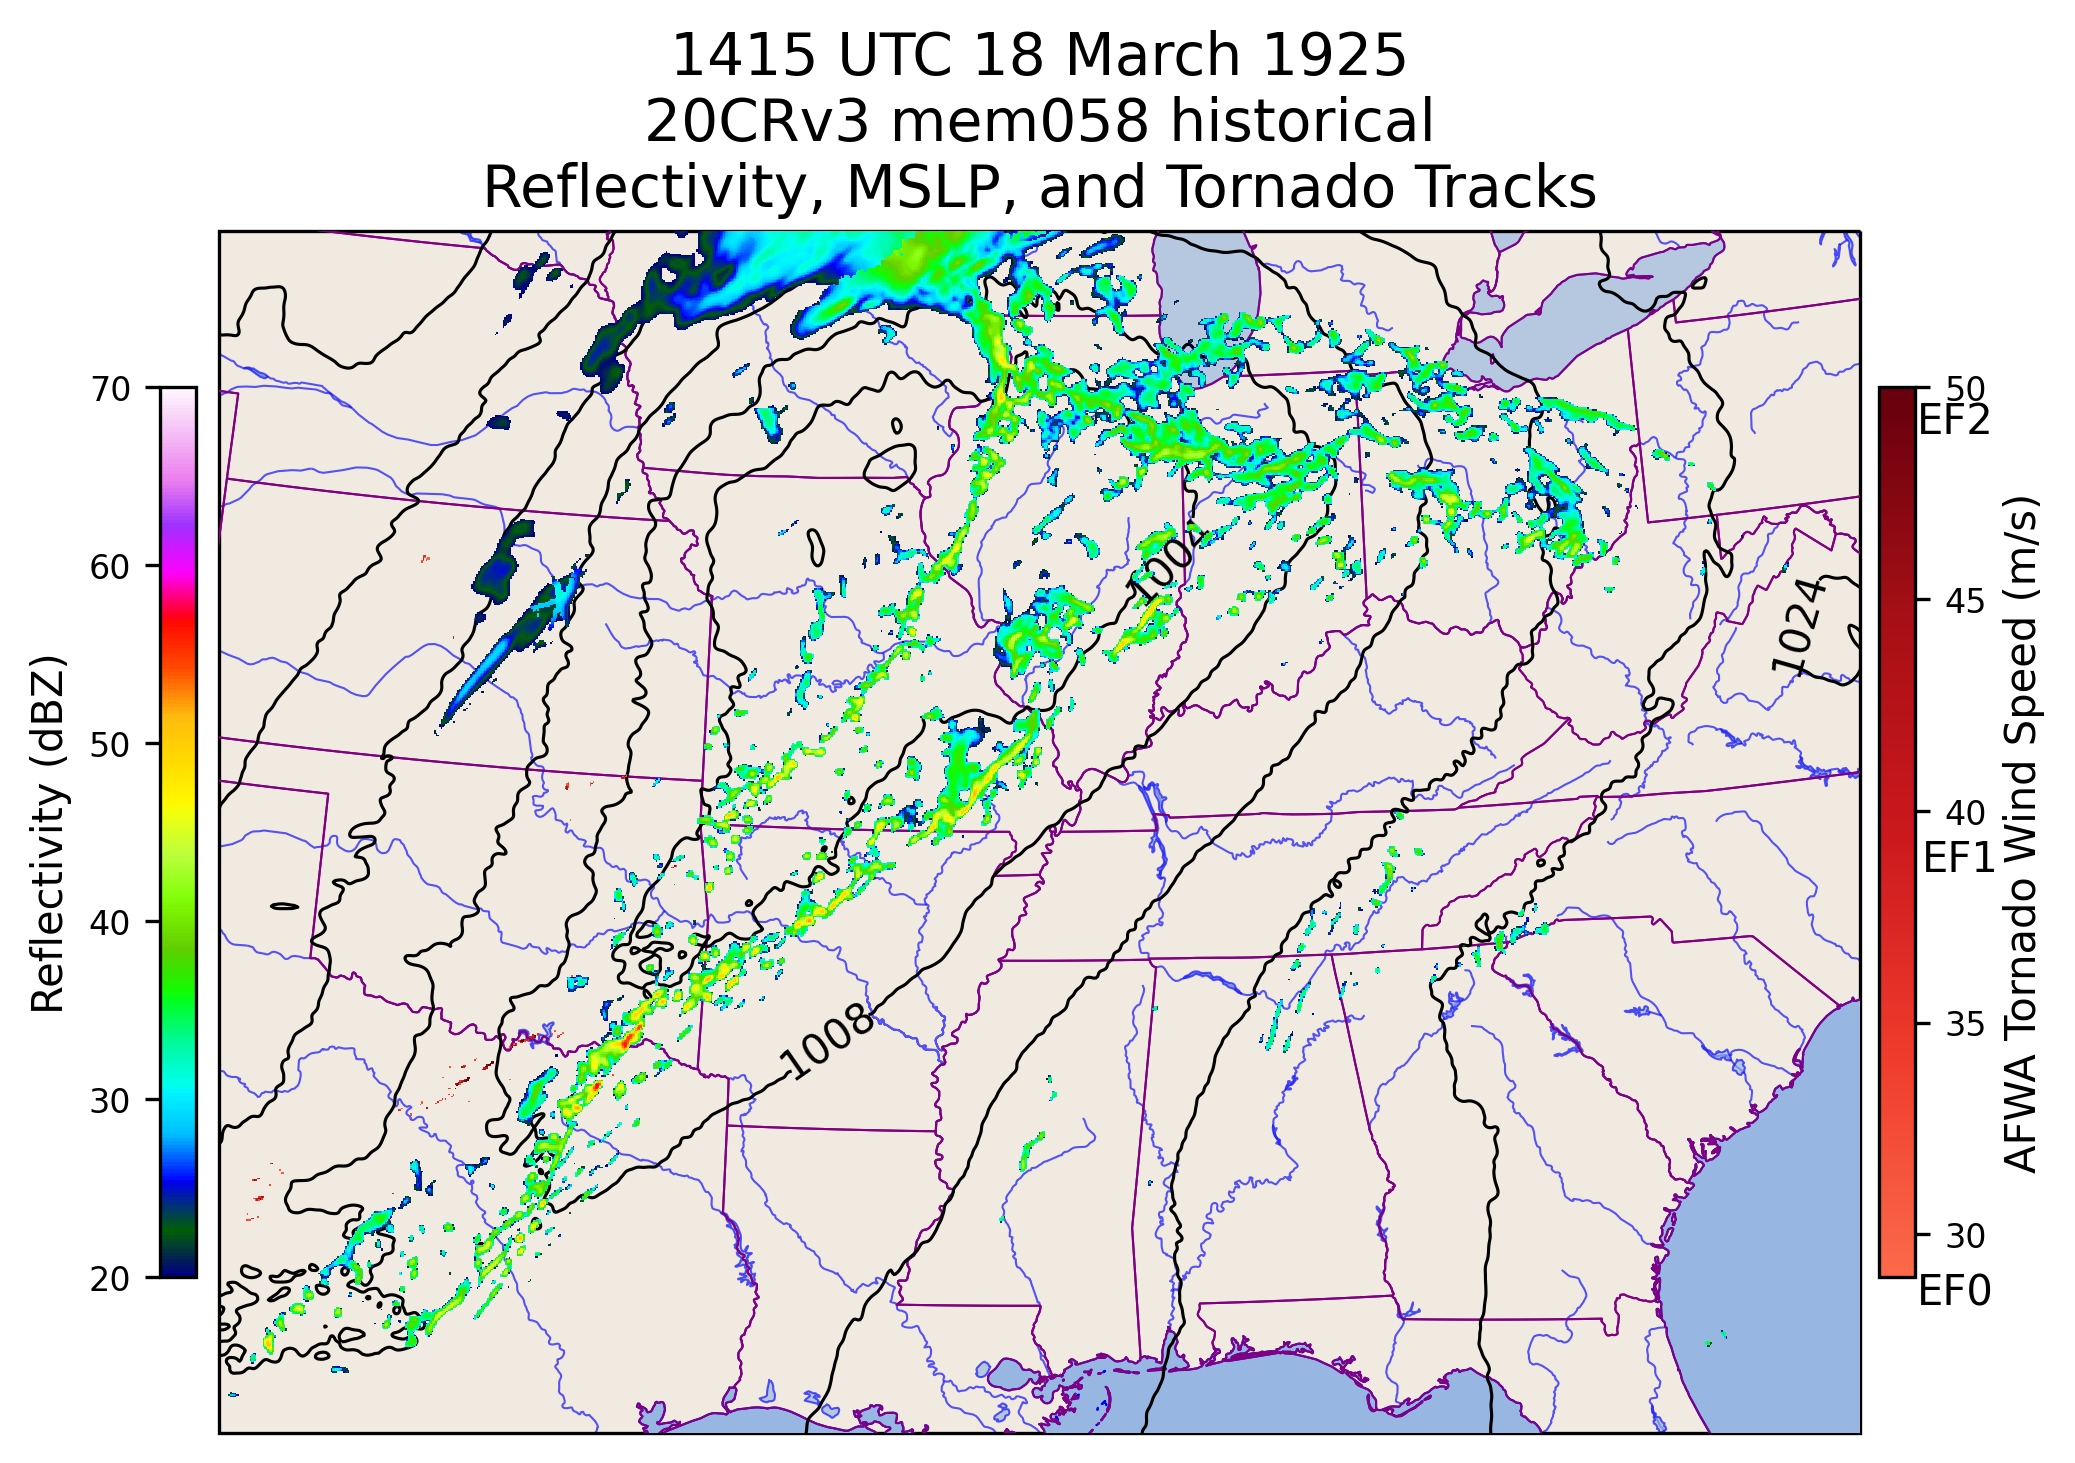 1415 UTC 18 March 1925
20CRv3 mem058 historical
Reflectivity, MSLP, and Tornado Tracks
70
60
50
40
30
20
Reflectivity (dBZ)
1024
1008
50
EF2
45
40
EF1
35
30
EF0
AFWA Tornado Wind Speed (m/s)